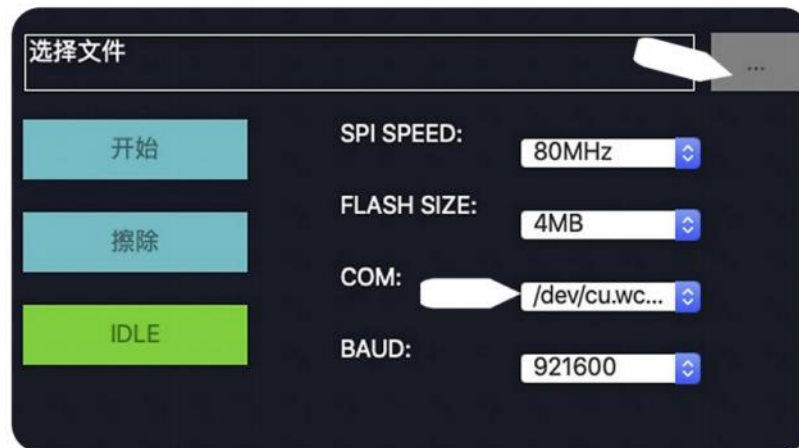 选择文件
...
开始
SPI SPEED:
80MHz
擦除
FLASH SIZE:
4MB
COM:
/dev/cu.wc...
IDLE
BAUD:
921600